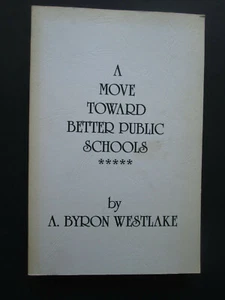 A
MOVE
TOWARD
BETTER PUBLIC
SCHOOLS
*****
by
A. BYRON WESTLAKE